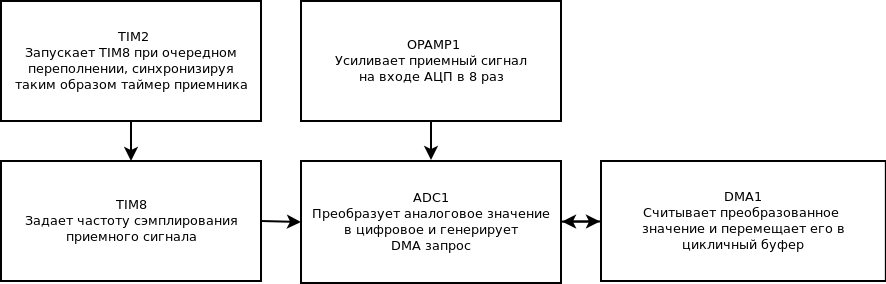 TIM2
Запускает TIM8 при очередном
переполнении, синхронизируя
таким образом таймер приемника
OPAMP1
Усиливает приемный сигнал
на входе АЦП в 8 раз
TIM8
Задает частоту сэмплирования
приемного сигнала
ADC1
Преобразует аналоговое значение
в цифровое и генерирует
DMA запрос
DMA1
Считывает преобразованное
значение и перемещает его в
цикличный буфер